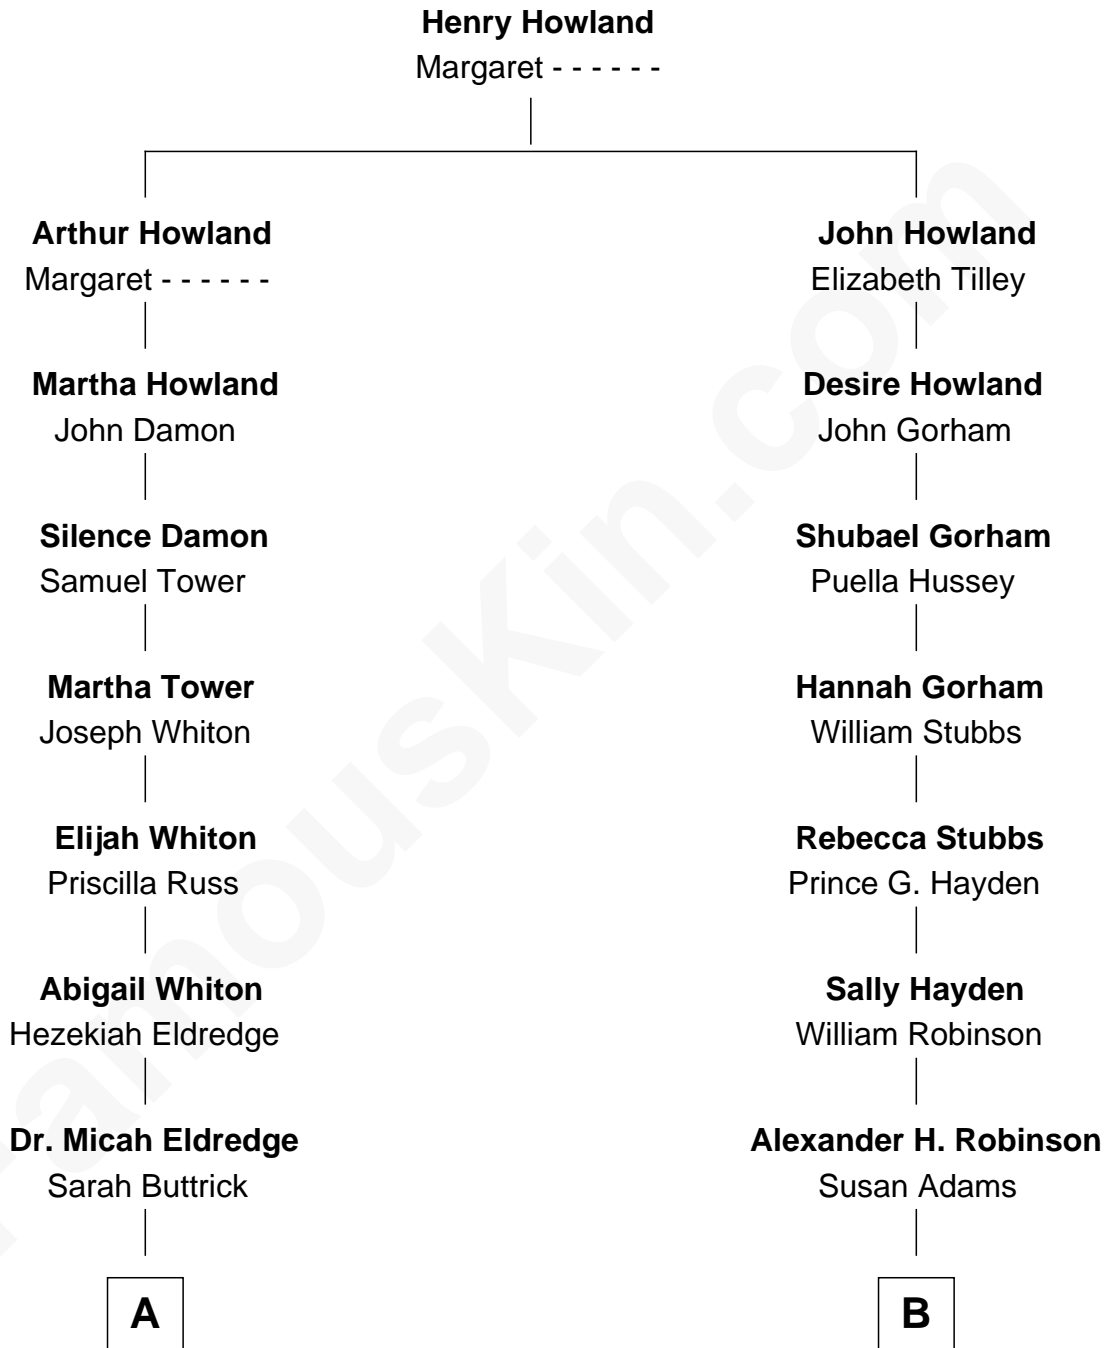 Henry Howland
Margaret - - - - - -
Arthur Howland
Margaret - - - - - -
John Howland
Elizabeth Tilley
Martha Howland
John Damon
Desire Howland
John Gorham
Silence Damon
Samuel Tower
Shubael Gorham
Puella Hussey
Martha Tower
Joseph Whiton
Hannah Gorham
William Stubbs
Elijah Whiton
Priscilla Russ
Rebecca Stubbs
Prince G. Hayden
Abigail Whiton
Hezekiah Eldredge
Sally Hayden
William Robinson
Dr. Micah Eldredge
Sarah Buttrick
Alexander H. Robinson
Susan Adams
A
B
FamousKin.com